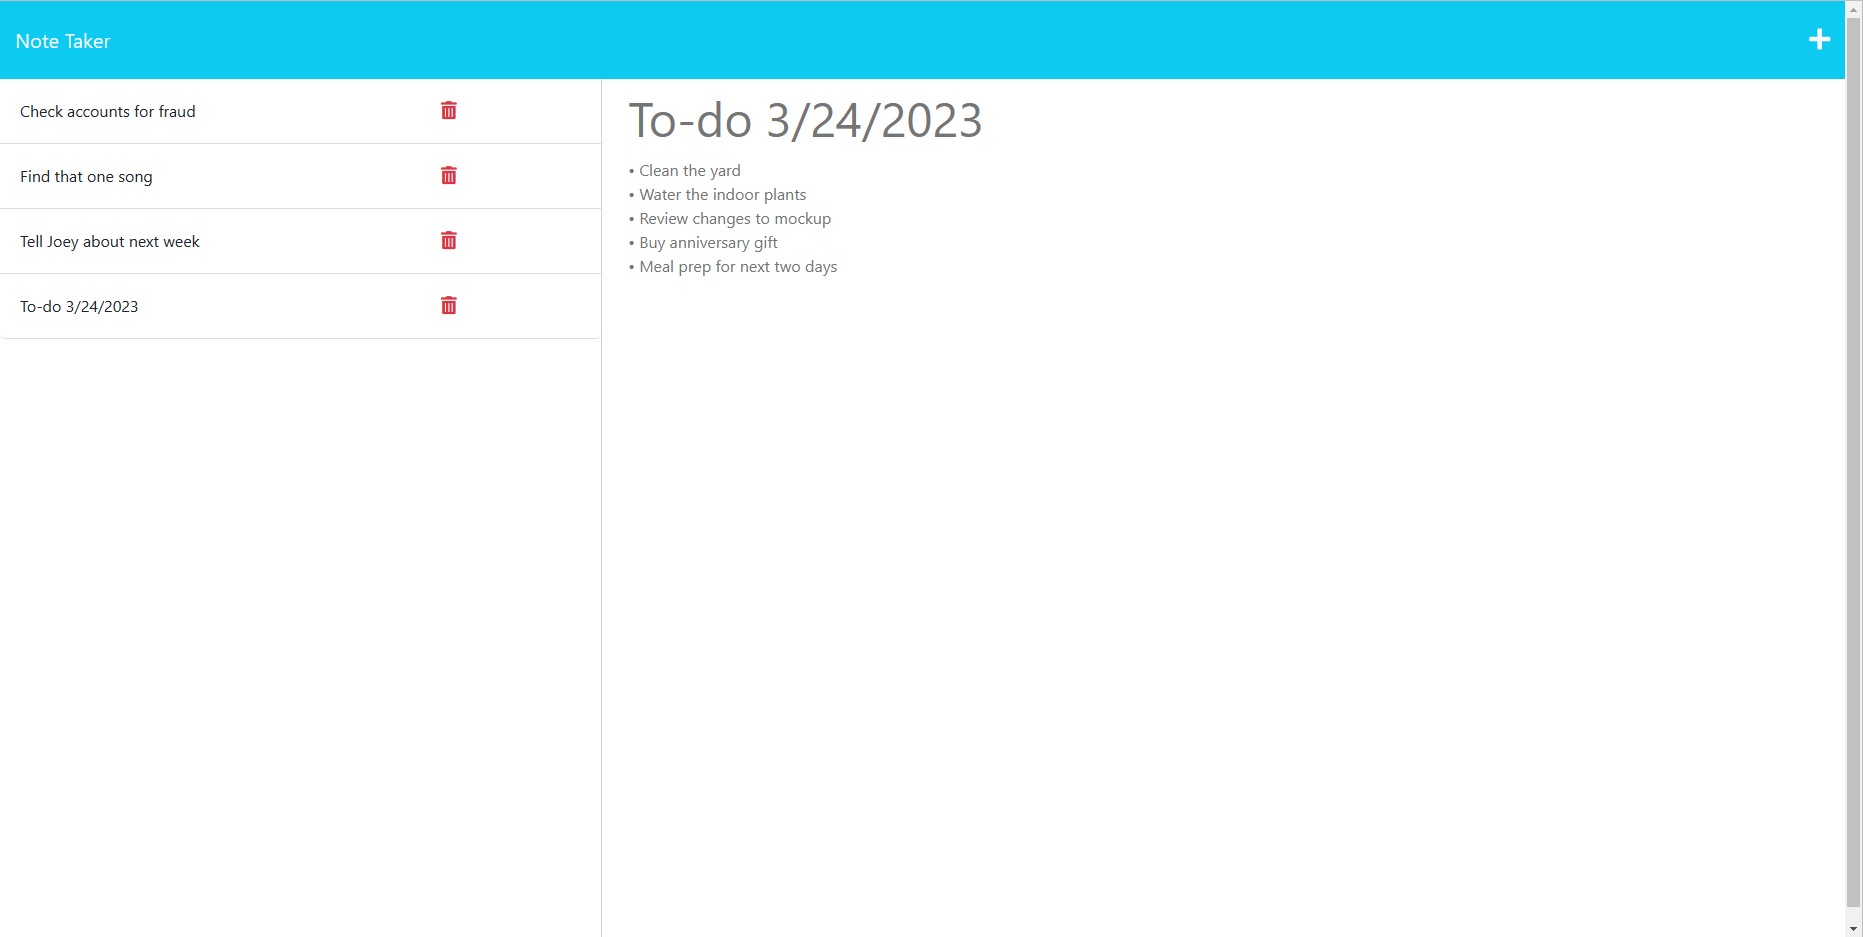 Note Taker
Check accounts for fraud
Find that one song
Tell Joey about next week
To-do 3/24/2023
To-do 3/24/2023
• Clean the yard
• Water the indoor plants
• Review changes to mockup
• Buy anniversary gift
• Meal prep for next two days